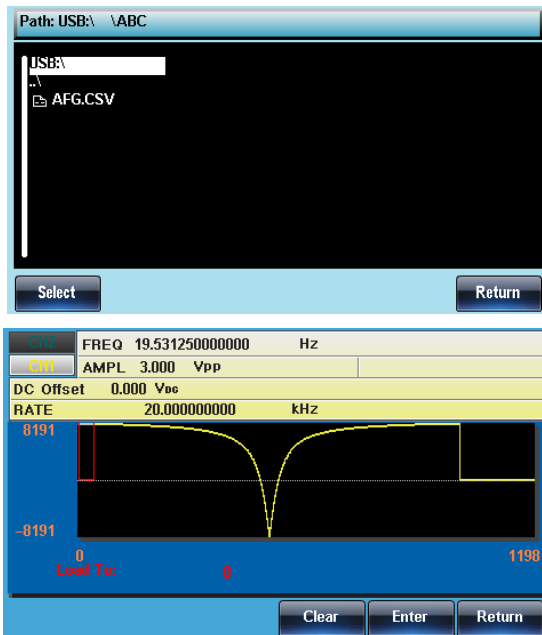 Path: USB:\ \ABC
USB:\
..\
AFG.CSV
Select Return
CH2 FREQ 19.531250000000 Hz
CH1 AMPL 3.000 Vpp
DC Offset 0.000 VDC
RATE 20.000000000 kHz
8191
-8191
0 1198
Load To: 0
Clear Enter Return